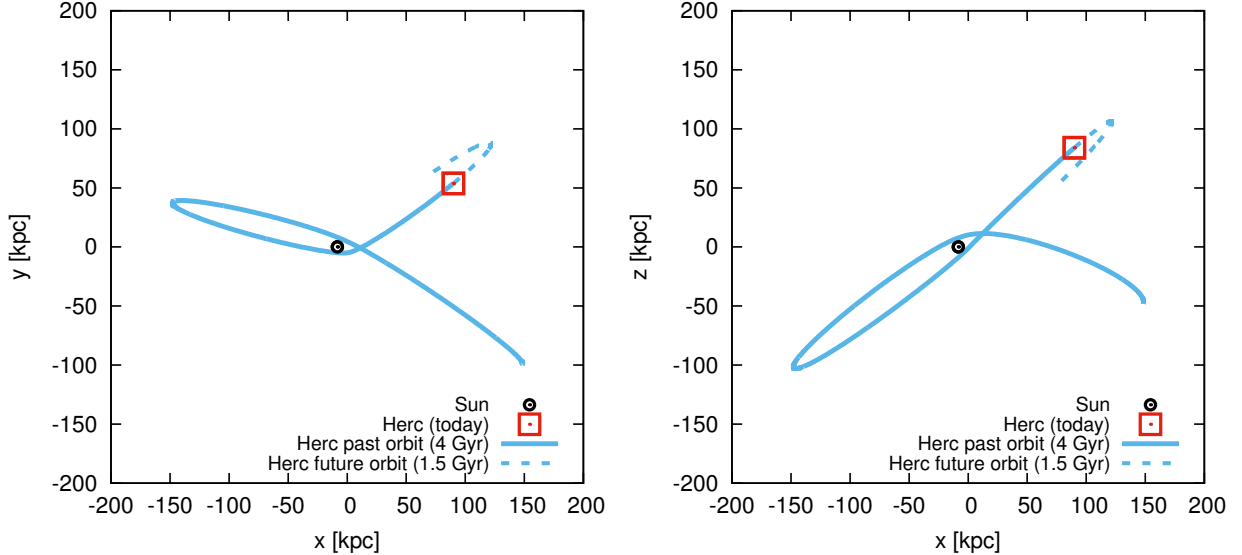 200
150
100
50
0
-50
-100
-150
-200
y [kpc]
-200 -150 -100 -50 0 50 100 150 200
x [kpc]
Sun
Herc (today)
Herc past orbit (4 Gyr)
Herc future orbit (1.5 Gyr)
200
150
100
50
0
-50
-100
-150
-200
z [kpc]
-200 -150 -100 -50 0 50 100 150 200
x [kpc]
Sun
Herc (today)
Herc past orbit (4 Gyr)
Herc future orbit (1.5 Gyr)